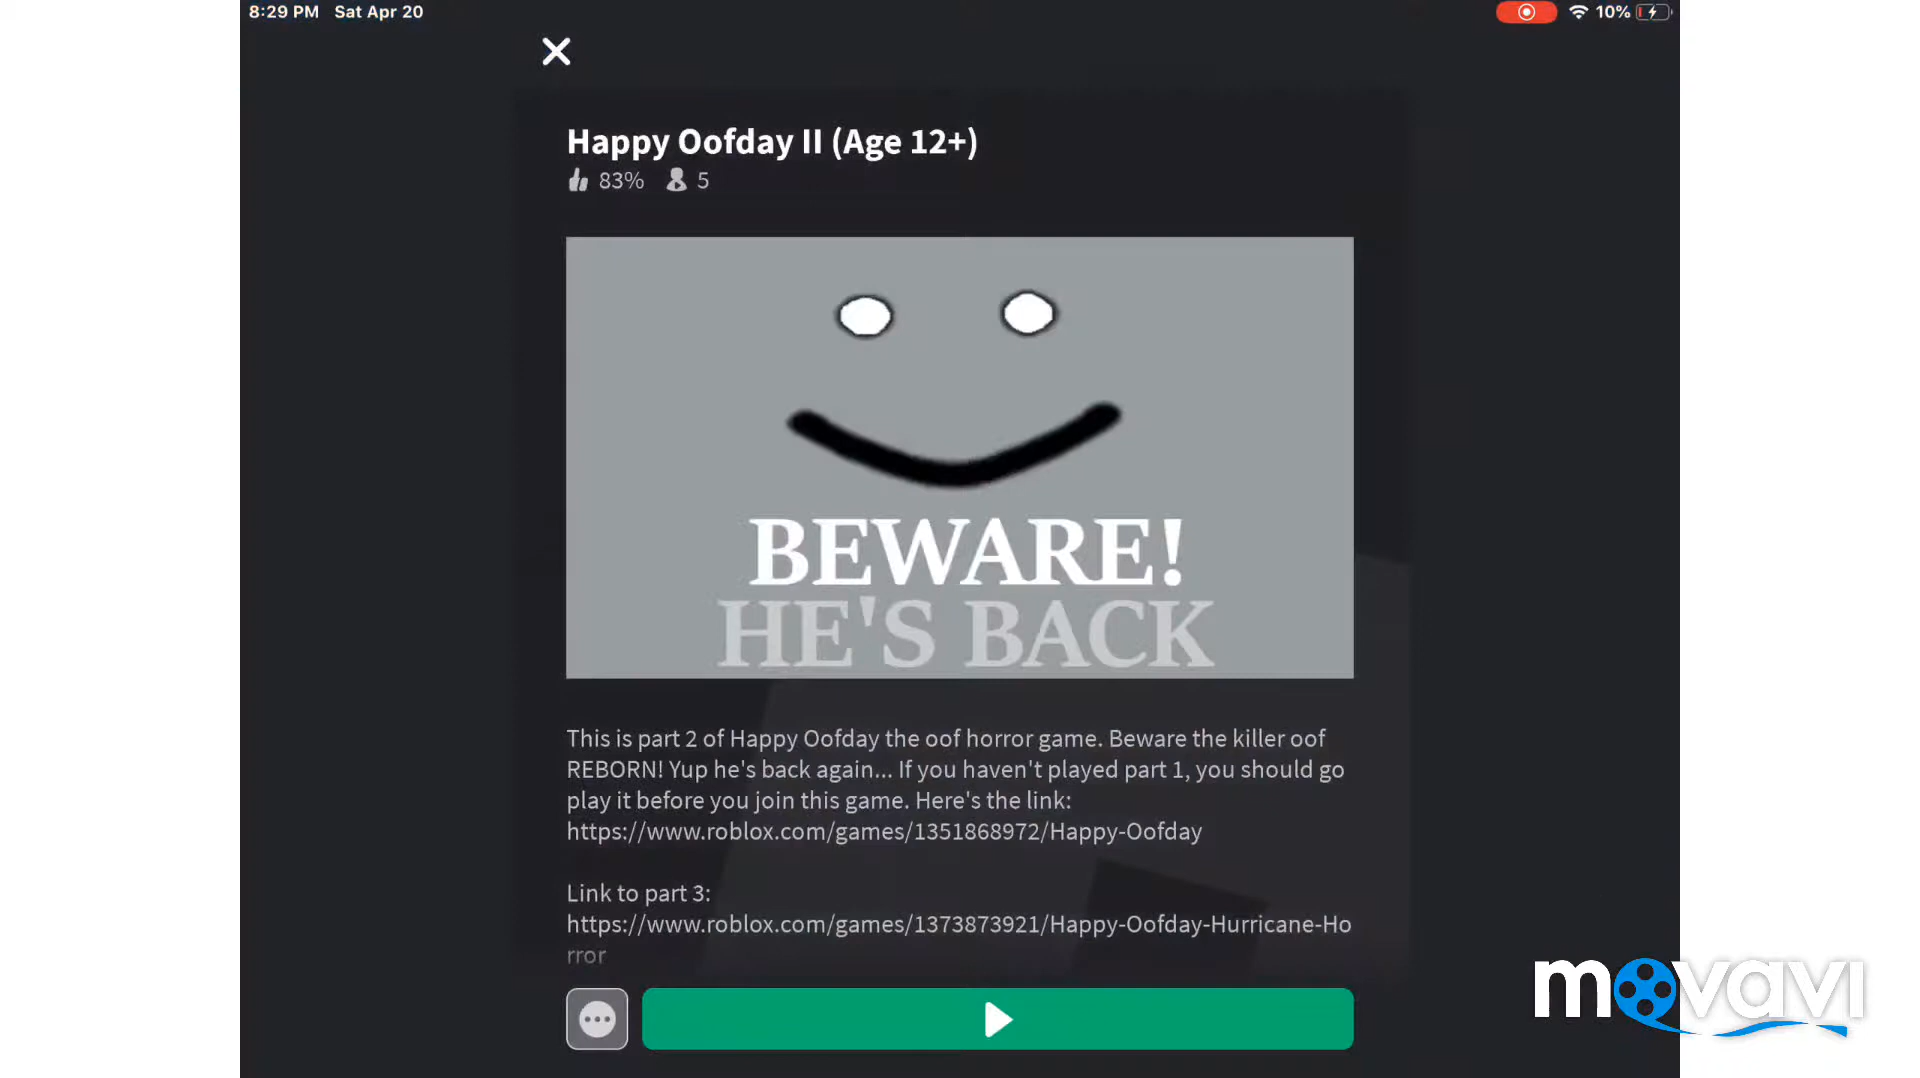 8:29 PM Sat Apr 20
10%
Happy Oofday II (Age 12+)
83% 5
BEWARE!
HE'S BACK
This is part 2 of Happy Oofday the oof horror game. Beware the killer oof
REBORN! Yup he's back again... If you haven't played part 1, you should go
play it before you join this game. Here's the link:
https://www.roblox.com/games/1351868972/Happy-Oofday
Link to part 3:
https://www.roblox.com/games/1373873921/Happy-Oofday-Hurricane-Ho
rror
movavi